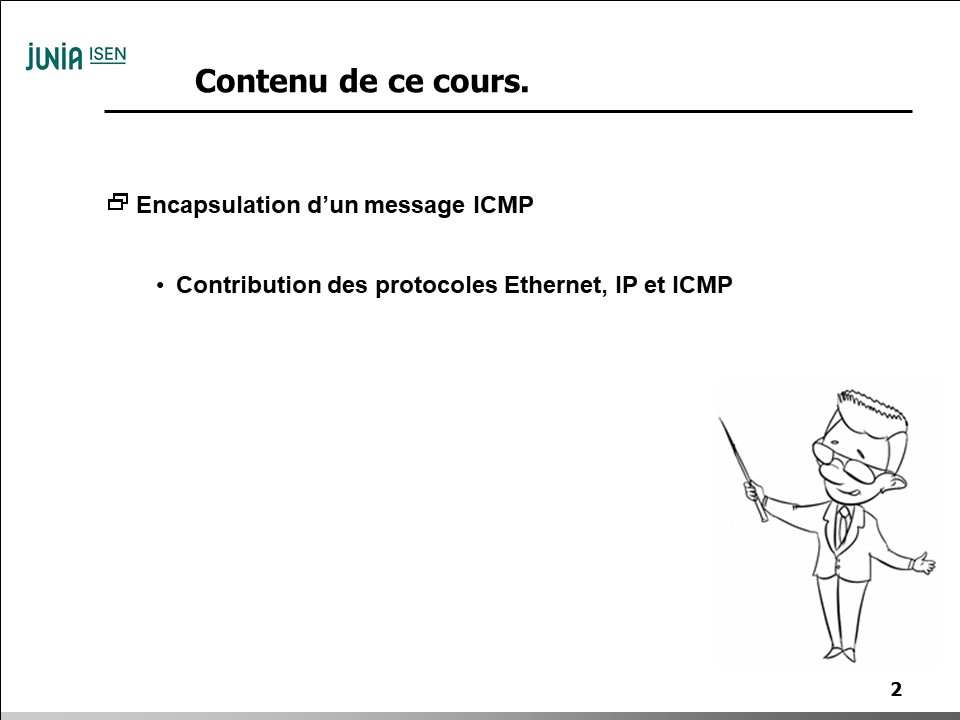 JUNIA ISEN
Contenu de ce cours.
Encapsulation d’un message ICMP
• Contribution des protocoles Ethernet, IP et ICMP
2